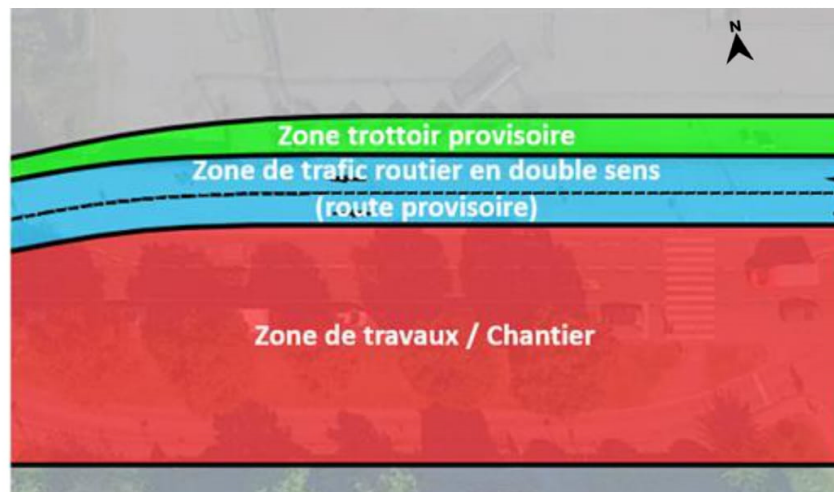 N
Zone trottoir provisoire
Zone de trafic routier en double sens
(route provisoire)
Zone de travaux / Chantier